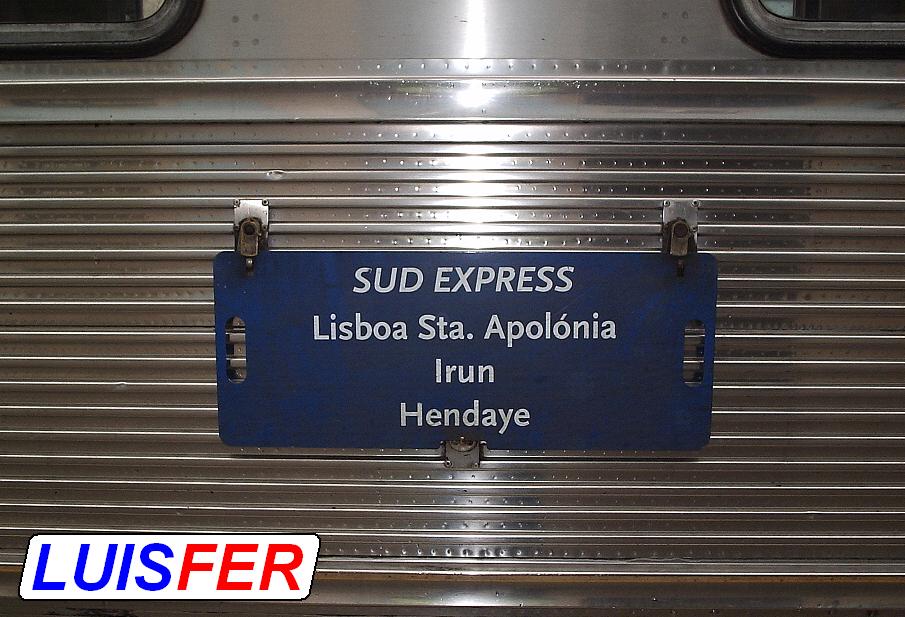 SUD EXPRESS
Lisboa Sta. Apolónia
Irun
Hendaye
LUISFER